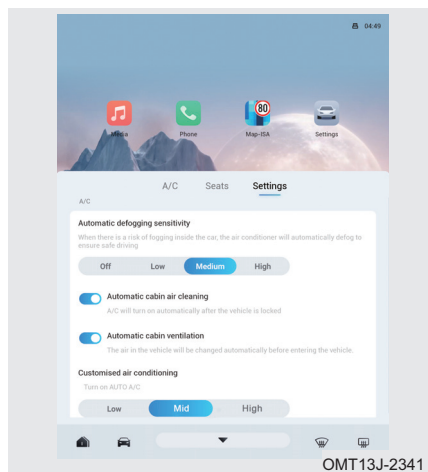 04:49
80
Media
Phone
Map-ISA
Settings
A/C
Seats
Settings
A/C
Automatic defogging sensitivity
When there is a risk of fogging inside the car, the air conditioner will automatically defog to
ensure safe driving
Off
Low
Medium
High
Automatic cabin air cleaning
A/C will turn on automatically after the vehicle is locked
Automatic cabin ventilation
The air in the vehicle will be changed automatically before entering the vehicle.
Customised air conditioning
Turn on AUTO A/C
Low
Mid
High
OMT13J-2341